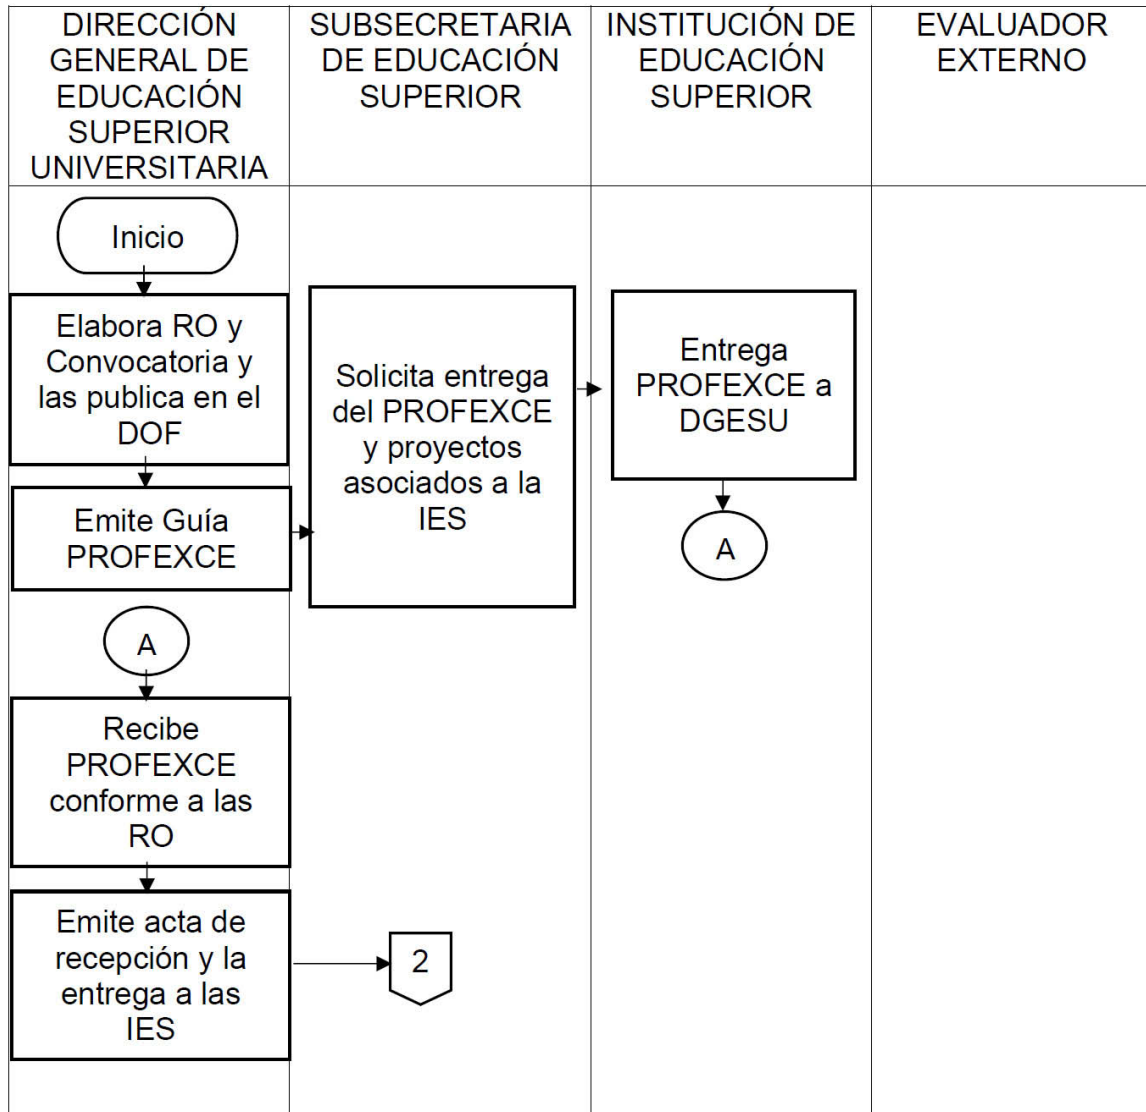 DIRECCIÓN
GENERAL DE
EDUCACIÓN
SUPERIOR
UNIVERSITARIA
SUBSECRETARIA
DE EDUCACIÓN
SUPERIOR
INSTITUCIÓN DE
EDUCACIÓN
SUPERIOR
EVALUADOR
EXTERNO
Inicio
Elabora RO y
Convocatoria y
las publica en el
DOF
Emite Guía
PROFEXCE
Solicita entrega
del PROFEXCE
y proyectos
asociados a la
IES
Entrega
PROFEXCE a
DGESU
A
A
Recibe
PROFEXCE
conforme a las
RO
Emite acta de
recepción y la
entrega a las
IES
2